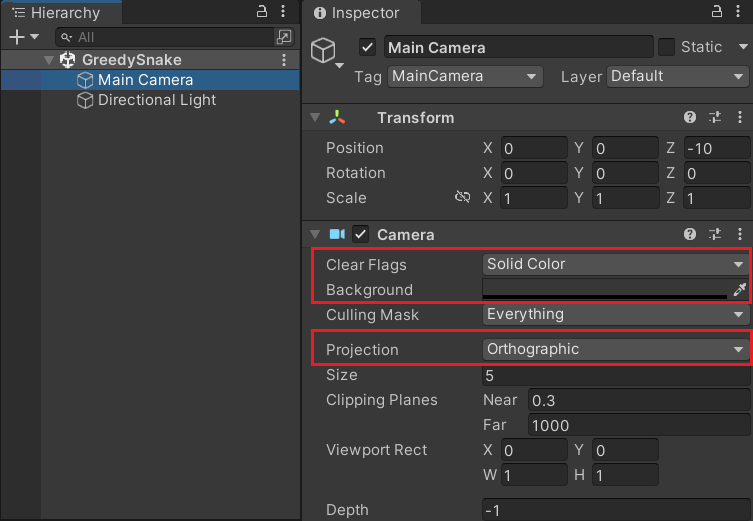 Hierarchy
All
GreedySnake
Main Camera
Directional Light
Inspector
Main Camera
Static
Tag MainCamera Layer Default
Transform
Position X 0 Y 0 Z -10
Rotation X 0 Y 0 Z 0
Scale X 1 Y 1 Z 1
Camera
Clear Flags Solid Color
Background
Culling Mask Everything
Projection Orthographic
Size 5
Clipping Planes Near 0.3
Far 1000
Viewport Rect X 0 Y 0
W 1 H 1
Depth -1